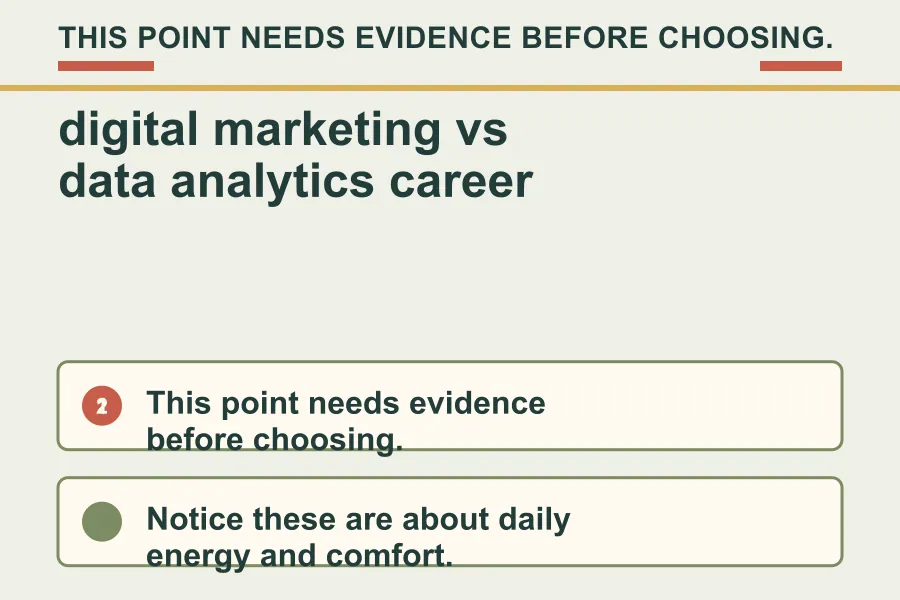 THIS POINT NEEDS EVIDENCE BEFORE CHOOSING.
digital marketing vs
data analytics career
2
This point needs evidence
before choosing.
Notice these are about daily
energy and comfort.